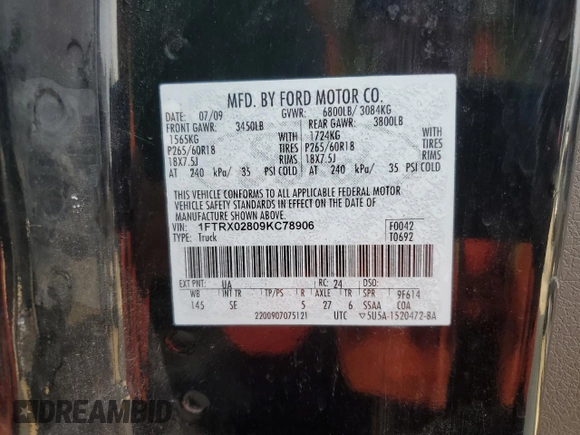 MFD. BY FORD MOTOR CO.
DATE: 07/09 GVWR: 6800LB/ 3084KG
FRONT GAWR: 3450LB REAR GAWR: 3800LB
1565KG WITH 1724KG WITH
P265/60R18 TIRES P265/60R18 TIRES
18X7.5J RIMS 18X7.5J RIMS
AT 240 kPa/ 35 PSI COLD AT 240 kPa/ 35 PSI COLD
THIS VEHICLE CONFORMS TO ALL APPLICABLE FEDERAL MOTOR
VEHICLE SAFETY STANDARDS IN EFFECT ON THE DATE OF
MANUFACTURE SHOWN ABOVE.
VIN: 1FTRX02809KC78906 F0042
TYPE: Truck T0692
EXT PNT: UA RC: 24 DSO:
WB INT TR TP/PS R AXLE TR SPR 9F614
145 SE 5 27 6 SSAA COA
2200907075121 UTC ▽5U5A-1520472-BA
DREAMBID